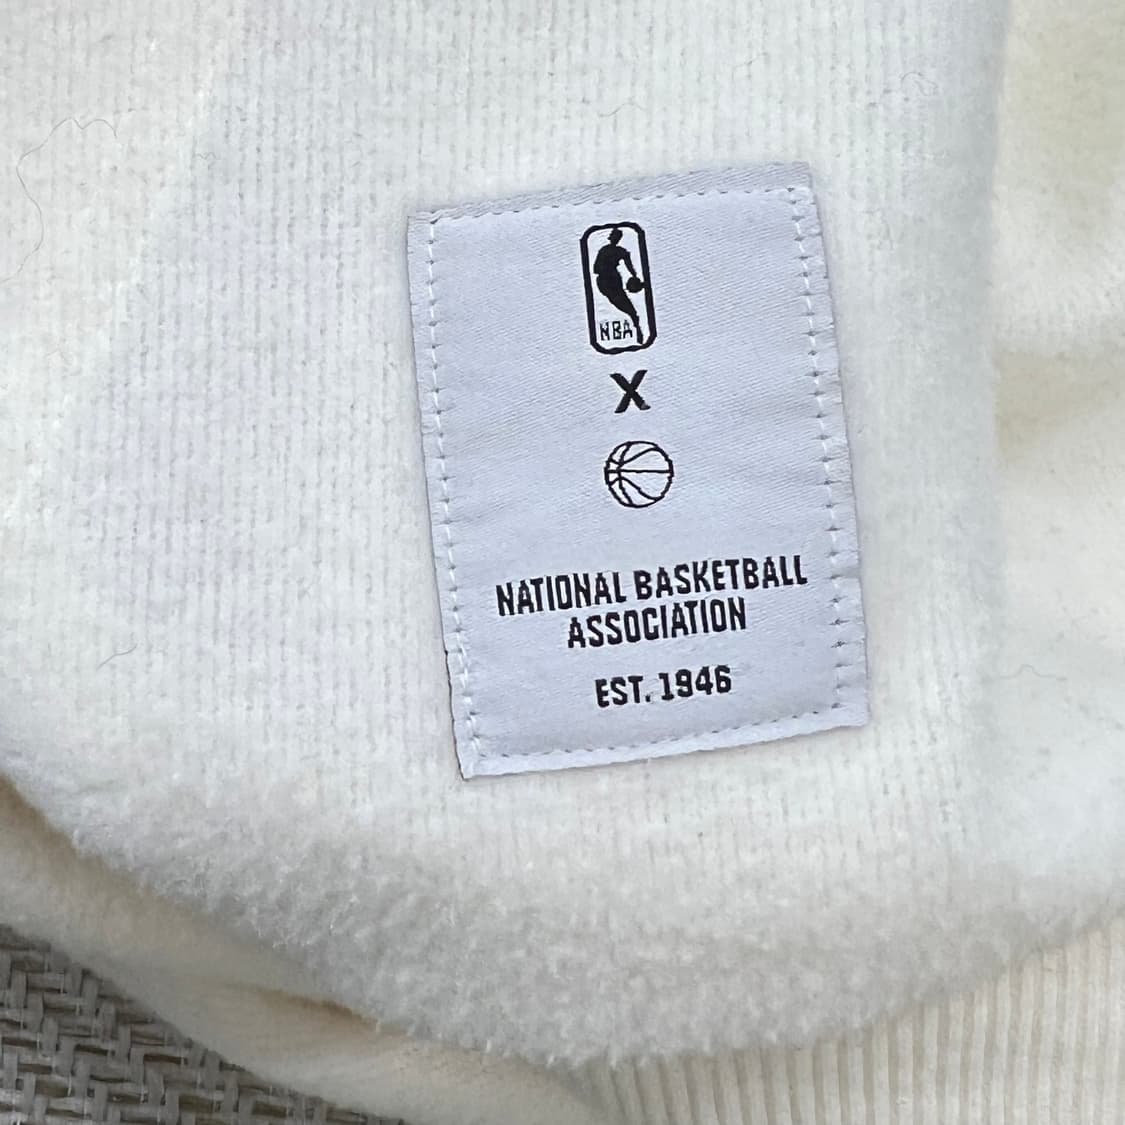 NBA
X
NATIONAL BASKETBALL
ASSOCIATION
EST. 1946